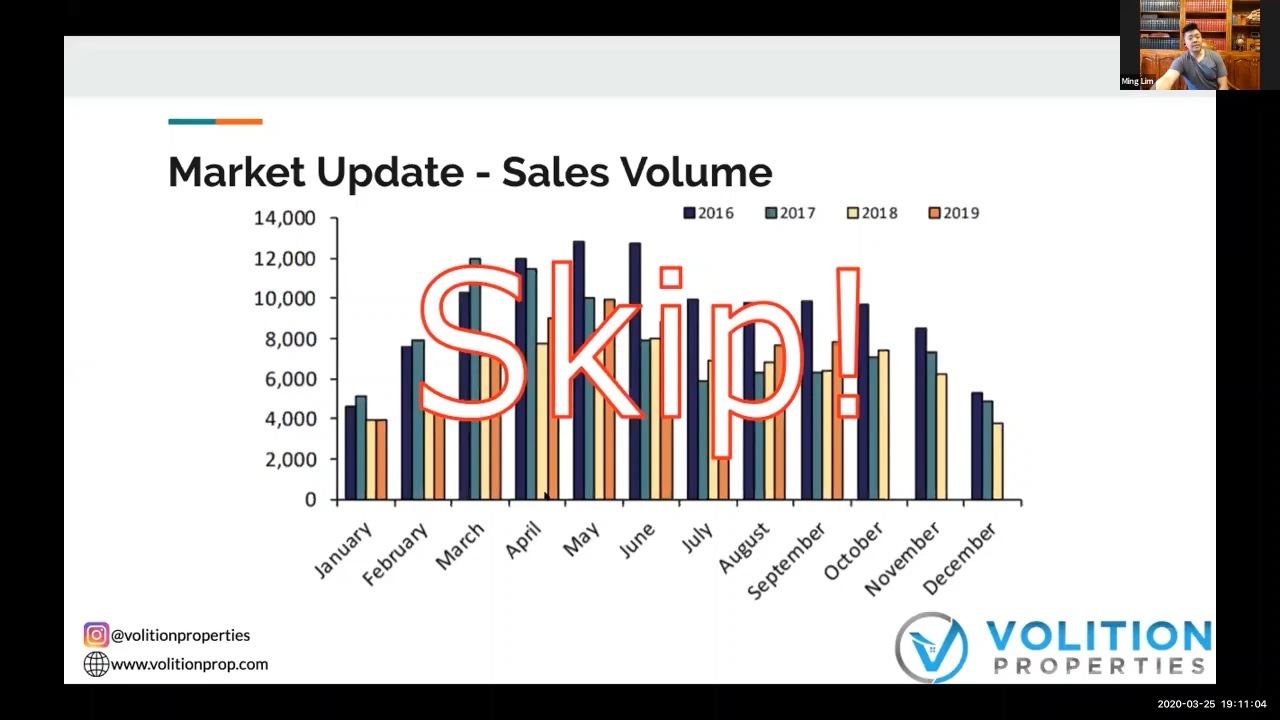 Ming Lim
Market Update - Sales Volume
2016 2017 2018 2019
14,000
12,000
10,000
8,000
6,000
4,000
2,000
0
Skip!
January
February
March
April
May
June
July
August
September
October
November
December
@volitionproperties
www.volitionprop.com
VOLITION
PROPERTIES
2020-03-25 19:11:04